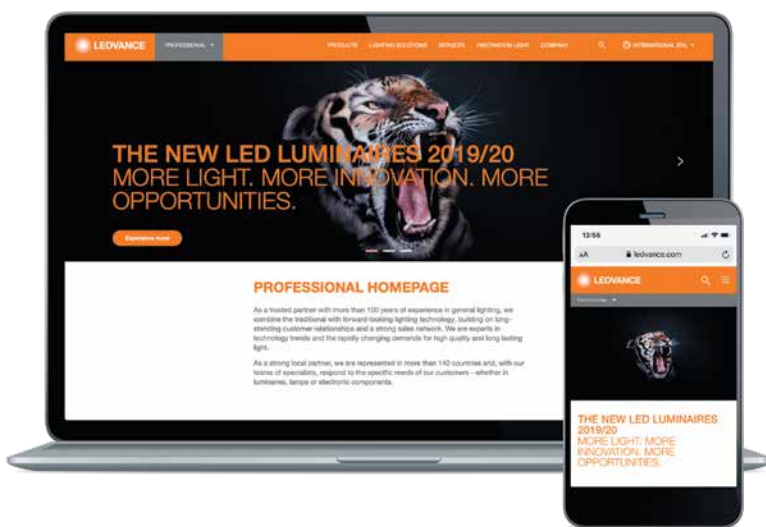 LEDVANCE
PROFESSIONAL
PRODUCTS LIGHTING SOLUTIONS SERVICES INNOVATION LIGHT COMPANY
INTERNATIONAL (EN)
THE NEW LED LUMINAIRES 2019/20
MORE LIGHT. MORE INNOVATION. MORE
OPPORTUNITIES.
Experience more
PROFESSIONAL HOMEPAGE
As a trusted partner with more than 100 years of experience in general lighting, we
combine the traditional with forward-looking lighting technology, building on long-
standing customer relationships and a strong sales network. We are experts in
technology trends and the rapidly changing demands for high quality and long lasting
light.
As a strong local partner, we are represented in more than 140 countries and, with our
teams of specialists, respond to the specific needs of our customers - whether in
luminaires, lamps or electronic components.
13:55
AA ledvance.com
LEDVANCE
THE NEW LED LUMINAIRES
2019/20
MORE LIGHT. MORE
INNOVATION. MORE
OPPORTUNITIES.